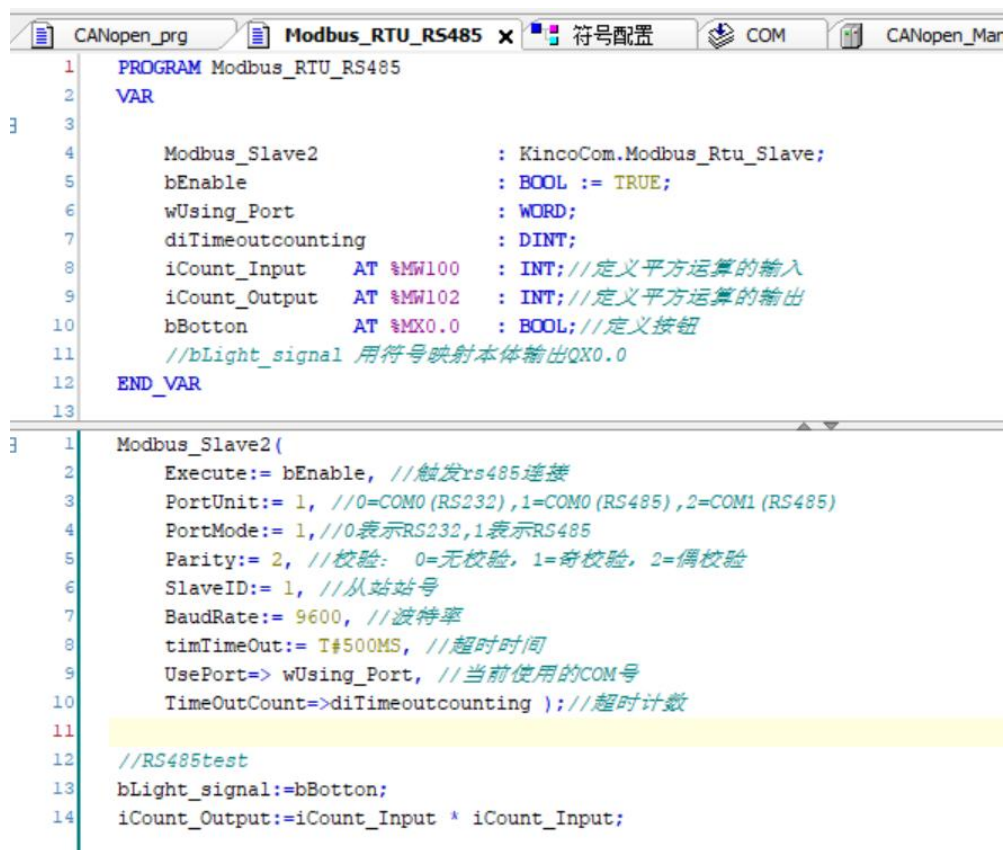 CANopen_prg Modbus_RTU_RS485 x 符号配置 COM CANopen_Mar
1 PROGRAM Modbus_RTU_RS485
2 VAR
3
4 Modbus_Slave2 : KincoCom.Modbus_Rtu_Slave;
5 bEnable : BOOL := TRUE;
6 wUsing_Port : WORD;
7 diTimeoutcounting : DINT;
8 iCount_Input AT %MW100 : INT;//定义平方运算的输入
9 iCount_Output AT %MW102 : INT;//定义平方运算的输出
10 bBotton AT %MX0.0 : BOOL;//定义按钮
11 //bLight_signal 用符号映射本体输出QX0.0
12 END_VAR
13
1 Modbus_Slave2(
2 Execute:= bEnable, //触发rs485连接
3 PortUnit:= 1, //0=COM0(RS232),1=COM0(RS485),2=COM1(RS485)
4 PortMode:= 1,//0表示RS232,1表示RS485
5 Parity:= 2, //校验： 0=无校验，1=奇校验，2=偶校验
6 SlaveID:= 1, //从站站号
7 BaudRate:= 9600, //波特率
8 timTimeOut:= T#500MS, //超时时间
9 UsePort=> wUsing_Port, //当前使用的COM号
10 TimeOutCount=>diTimeoutcounting );//超时计数
11
12 //RS485test
13 bLight_signal:=bBotton;
14 iCount_Output:=iCount_Input * iCount_Input;